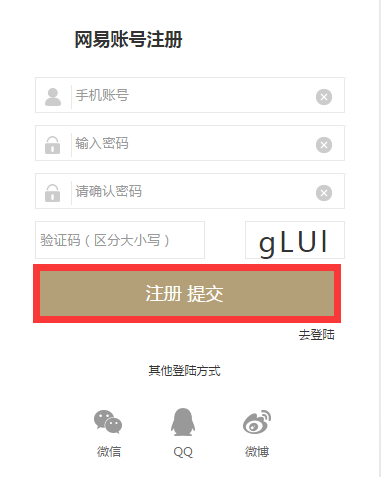 网易账号注册
手机账号
输入密码
请确认密码
验证码（区分大小写） gLUl
注册 提交
去登陆
其他登陆方式
微信 QQ 微博